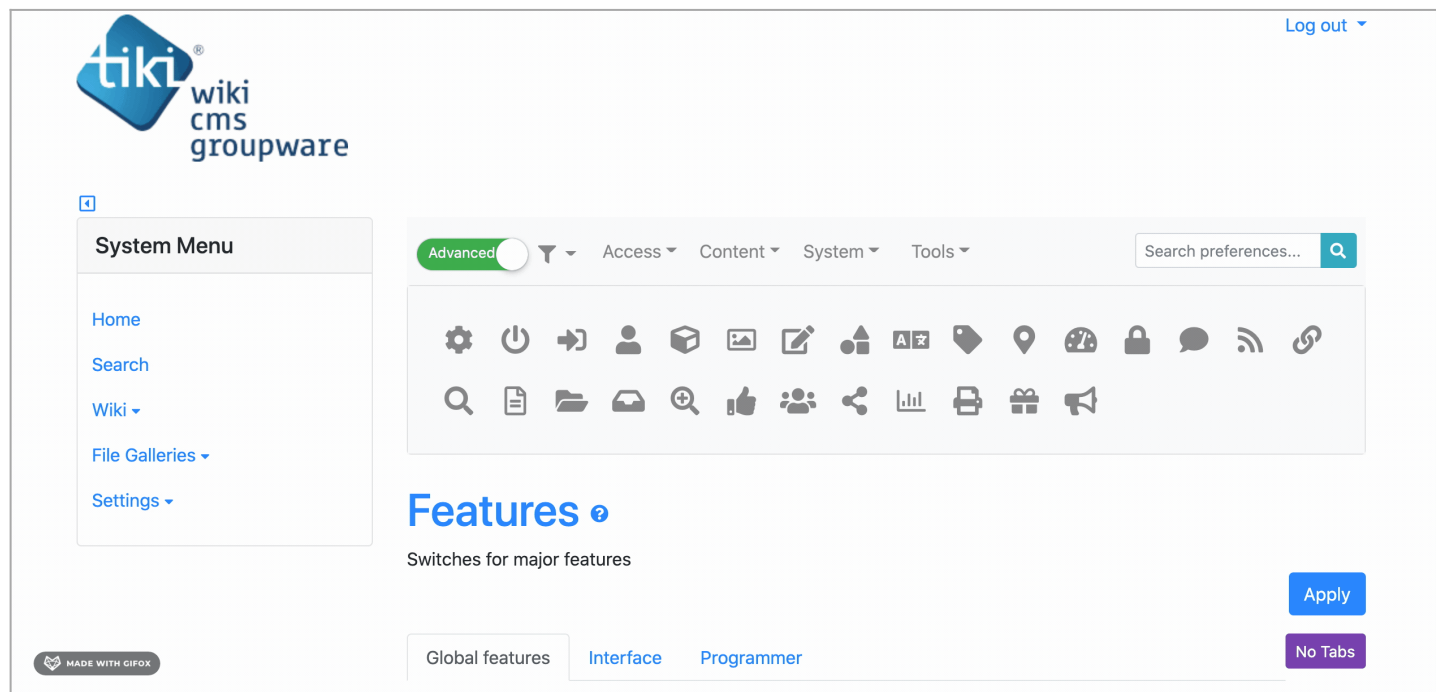 Log out
tiki®
wiki
cms
groupware
System Menu
Home
Search
Wiki
File Galleries
Settings
Advanced
Access
Content
System
Tools
Search preferences...
A 文
Features
Switches for major features
Apply
Global features
Interface
Programmer
No Tabs
MADE WITH GIFOX